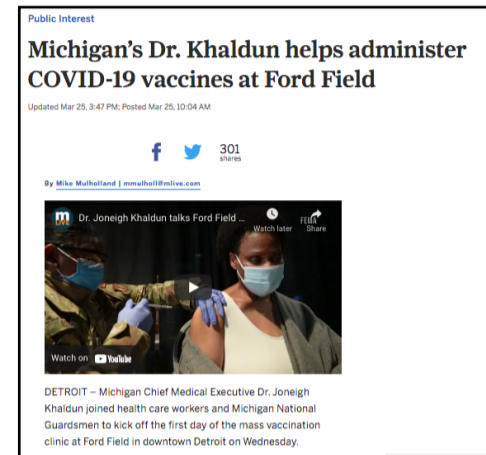 Public Interest
Michigan's Dr. Khaldun helps administer
COVID-19 vaccines at Ford Field
Updated Mar 25, 3:47 PM; Posted Mar 25, 10:04 AM
301
shares
By Mike Mulholland | mmulholl@mlive.com
m
LIVE
Dr. Joneigh Khaldun talks Ford Field ...
Watch later
Share
FEMA
Watch on YouTube
DETROIT – Michigan Chief Medical Executive Dr. Joneigh
Khaldun joined health care workers and Michigan National
Guardsmen to kick off the first day of the mass vaccination
clinic at Ford Field in downtown Detroit on Wednesday.